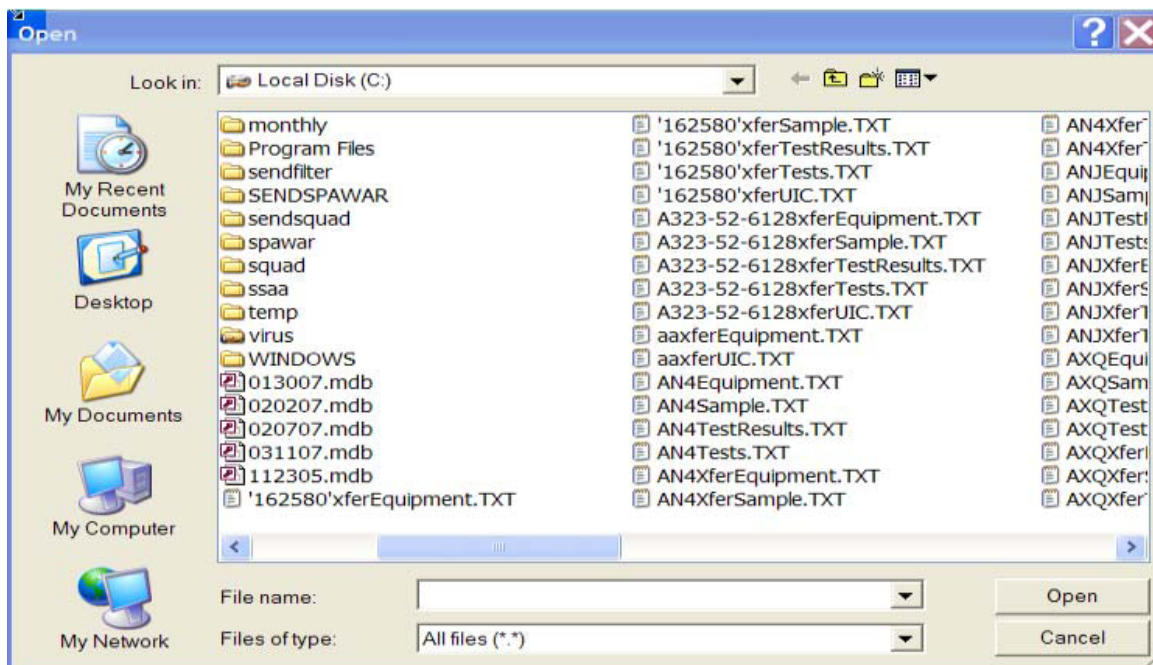 Open
Look in:
Local Disk (C:)
My Recent
Documents
Desktop
My Documents
My Computer
My Network
monthly
Program Files
sendfilter
SENDSPAWAR
sendsquad
spawar
squad
ssaa
temp
virus
WINDOWS
013007.mdb
020207.mdb
020707.mdb
031107.mdb
112305.mdb
'162580'xferEquipment.TXT
'162580'xferSample.TXT
'162580'xferTestResults.TXT
'162580'xferTests.TXT
'162580'xferUIC.TXT
A323-52-6128xferEquipment.TXT
A323-52-6128xferSample.TXT
A323-52-6128xferTestResults.TXT
A323-52-6128xferTests.TXT
A323-52-6128xferUIC.TXT
aaxferEquipment.TXT
aaxferUIC.TXT
AN4Equipment.TXT
AN4Sample.TXT
AN4TestResults.TXT
AN4Tests.TXT
AN4XferEquipment.TXT
AN4XferSample.TXT
File name:
Open
Files of type:
All files (*.*)
Cancel